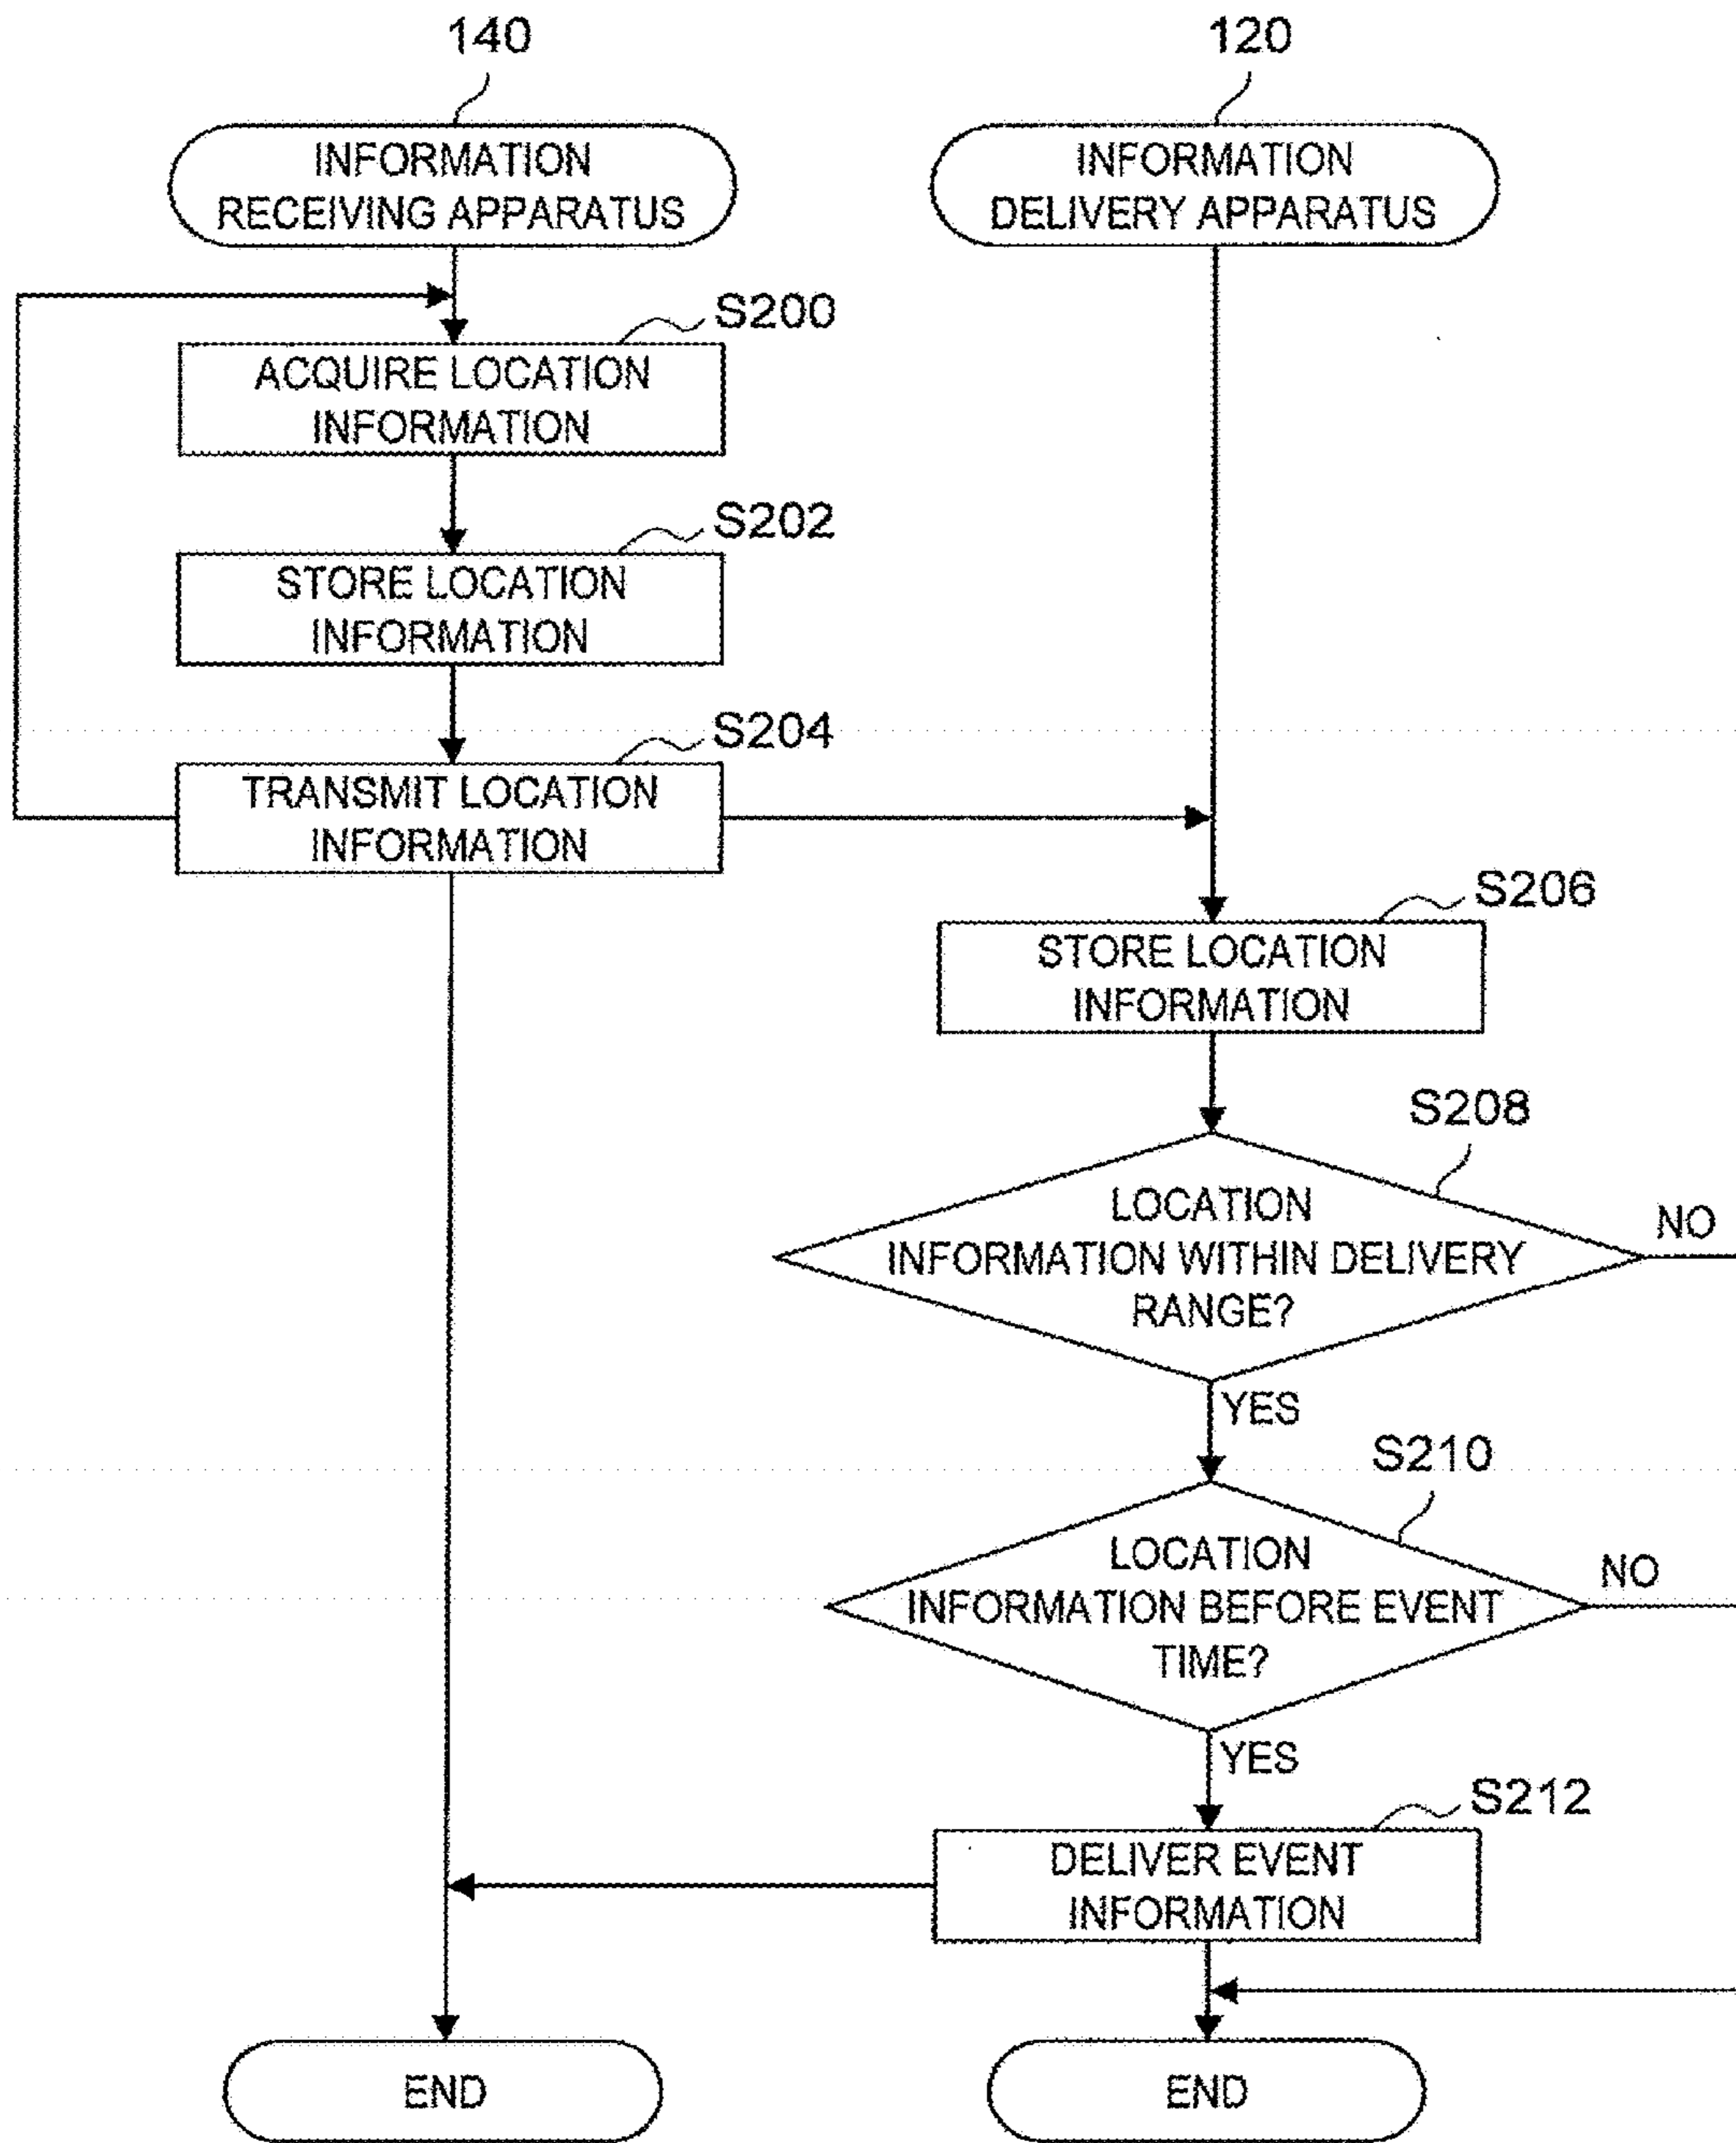 140
120
INFORMATION
RECEIVING APPARATUS
INFORMATION
DELIVERY APPARATUS
S200
ACQUIRE LOCATION
INFORMATION
S202
STORE LOCATION
INFORMATION
S204
TRANSMIT LOCATION
INFORMATION
S206
STORE LOCATION
INFORMATION
S208
LOCATION
INFORMATION WITHIN DELIVERY
RANGE?
NO
YES
S210
LOCATION
INFORMATION BEFORE EVENT
TIME?
NO
YES
S212
DELIVER EVENT
INFORMATION
END
END